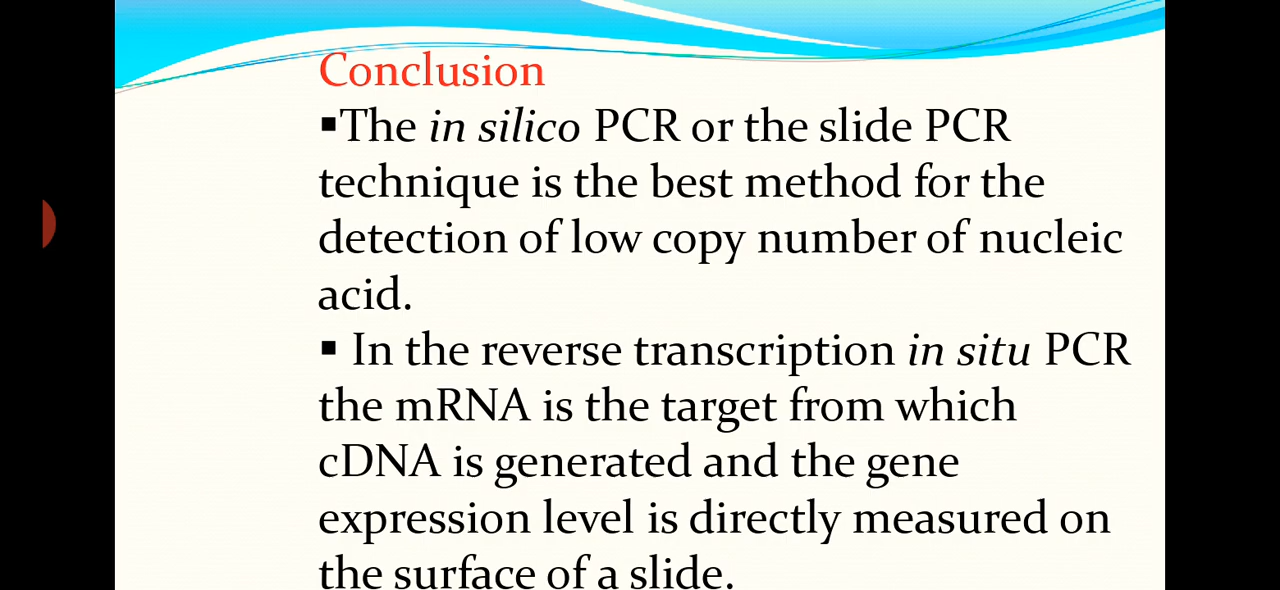 Conclusion
▪The in silico PCR or the slide PCR
technique is the best method for the
detection of low copy number of nucleic
acid.
▪ In the reverse transcription in situ PCR
the mRNA is the target from which
cDNA is generated and the gene
expression level is directly measured on
the surface of a slide.